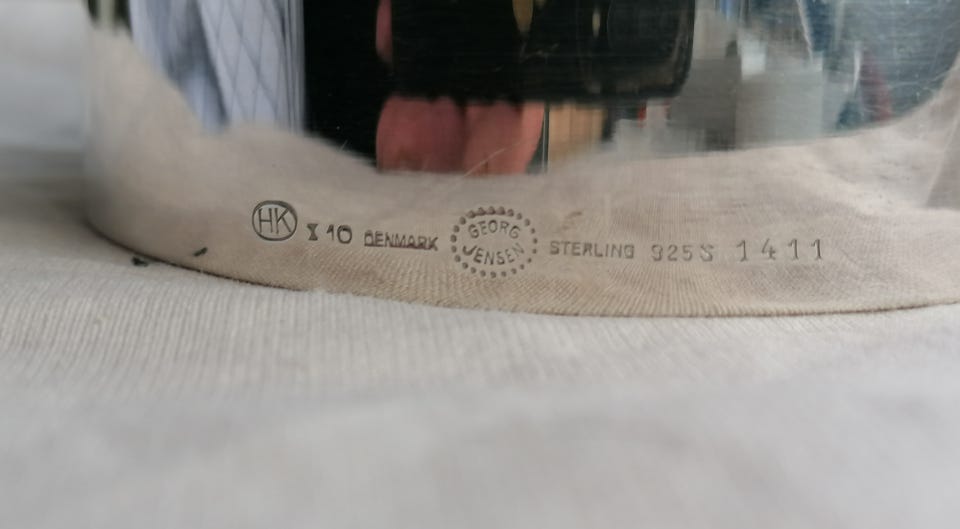 HK X 10 DENMARK GEORG JENSEN STERLING 925S 1411